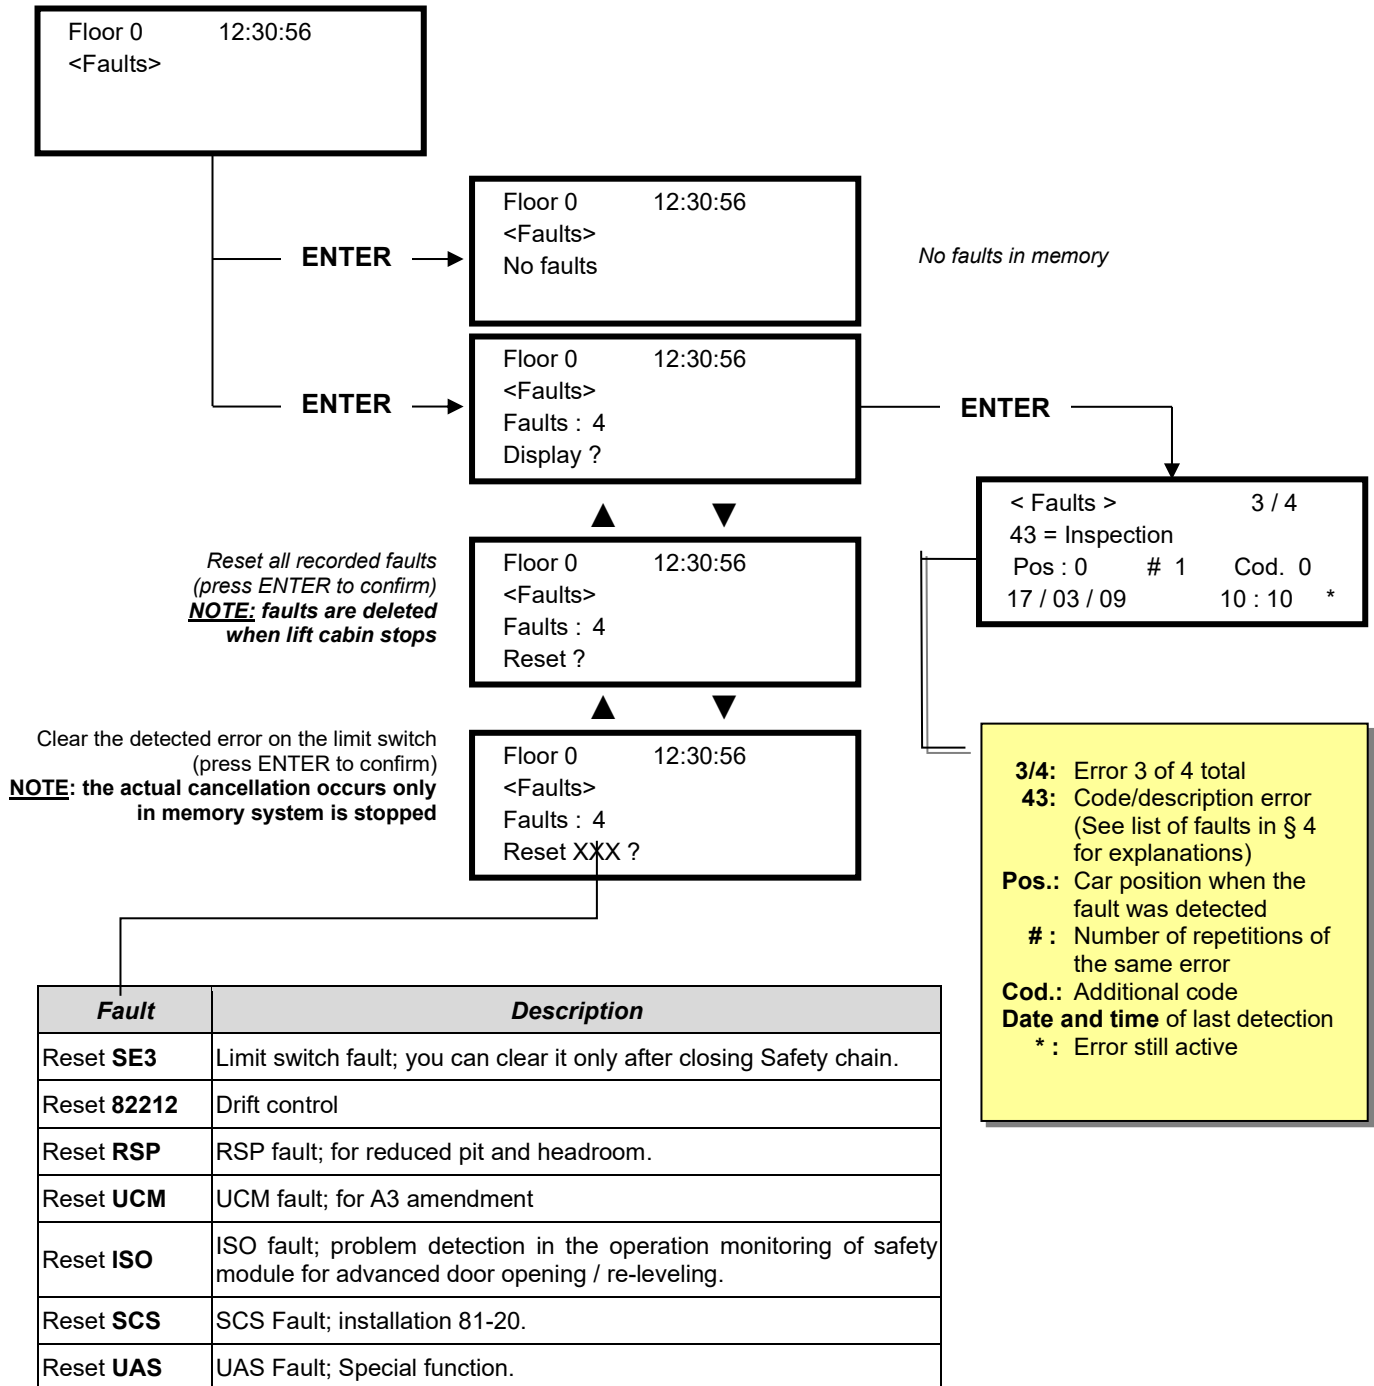 Floor 0 12:30:56
<Faults>
ENTER
Floor 0 12:30:56
<Faults>
No faults
No faults in memory
ENTER
Floor 0 12:30:56
<Faults>
Faults : 4
Display ?
ENTER
< Faults > 3 / 4
43 = Inspection
Pos : 0 # 1 Cod. 0
17 / 03 / 09 10 : 10 *
▲ ▼
Reset all recorded faults
(press ENTER to confirm)
NOTE: faults are deleted
when lift cabin stops
Floor 0 12:30:56
<Faults>
Faults : 4
Reset ?
▲ ▼
Clear the detected error on the limit switch
(press ENTER to confirm)
NOTE: the actual cancellation occurs only
in memory system is stopped
Floor 0 12:30:56
<Faults>
Faults : 4
Reset XXX ?
3/4: Error 3 of 4 total
43: Code/description error
(See list of faults in § 4
for explanations)
Pos.: Car position when the
fault was detected
# : Number of repetitions of
the same error
Cod.: Additional code
Date and time of last detection
* : Error still active
Fault Description
Reset SE3 Limit switch fault; you can clear it only after closing Safety chain.
Reset 82212 Drift control
Reset RSP RSP fault; for reduced pit and headroom.
Reset UCM UCM fault; for A3 amendment
Reset ISO ISO fault; problem detection in the operation monitoring of safety
module for advanced door opening / re-leveling.
Reset SCS SCS Fault; installation 81-20.
Reset UAS UAS Fault; Special function.